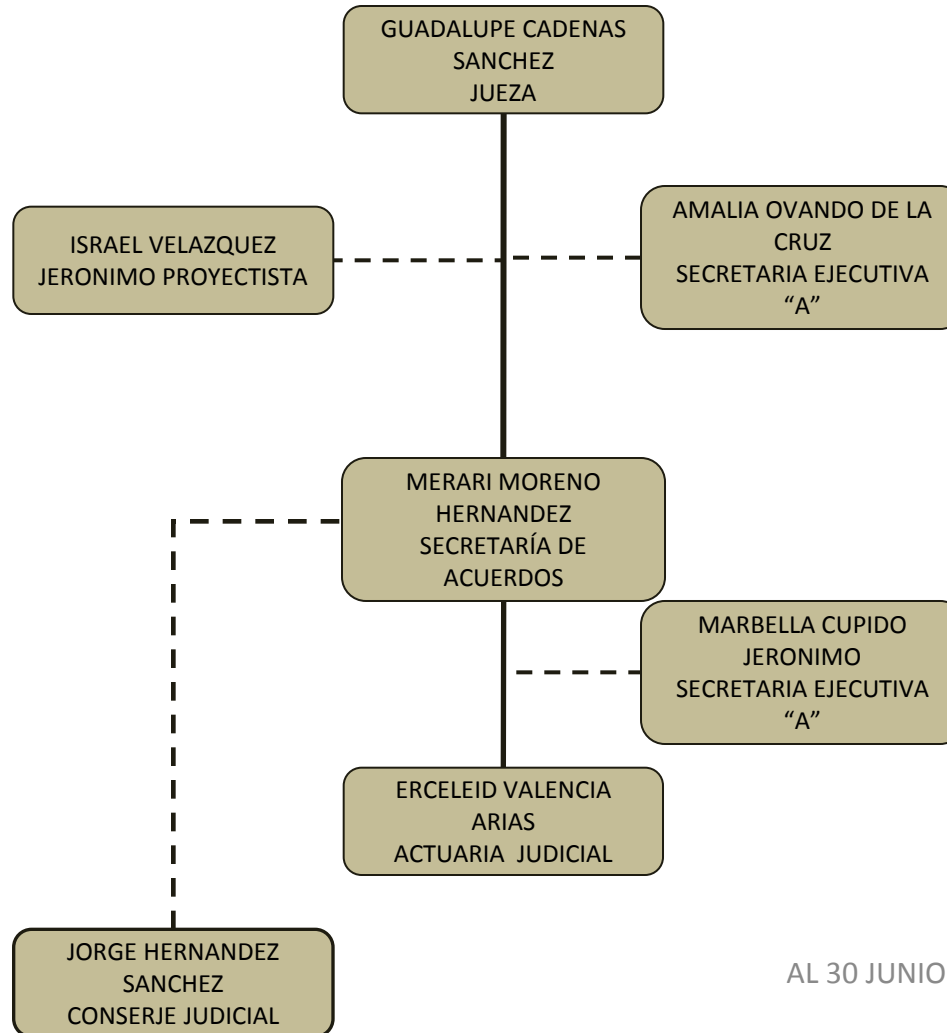 GUADALUPE CADENAS
SANCHEZ
JUEZA
ISRAEL VELAZQUEZ
JERONIMO PROYECTISTA
AMALIA OVANDO DE LA
CRUZ
SECRETARIA EJECUTIVA
“A”
MERARI MORENO
HERNANDEZ
SECRETARÍA DE
ACUERDOS
MARBELLA CUPIDO
JERONIMO
SECRETARIA EJECUTIVA
“A”
ERCELEID VALENCIA
ARIAS
ACTUARIA JUDICIAL
JORGE HERNANDEZ
SANCHEZ
CONSERJE JUDICIAL
AL 30 JUNIO